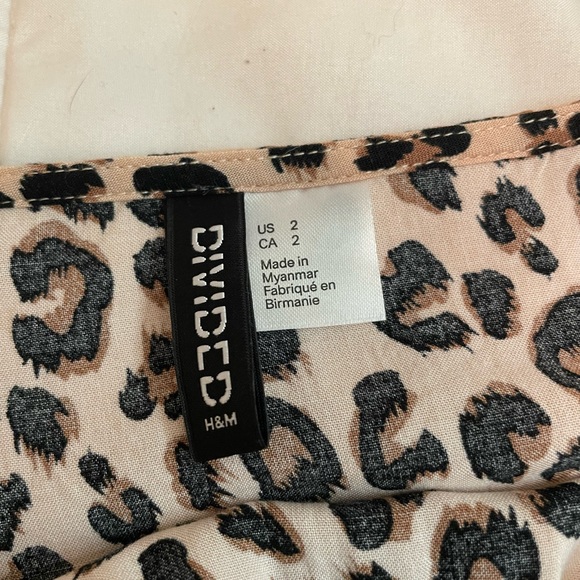 DIVIDED
H&M
US 2
CA 2
Made in
Myanmar
Fabriqué en
Birmanie